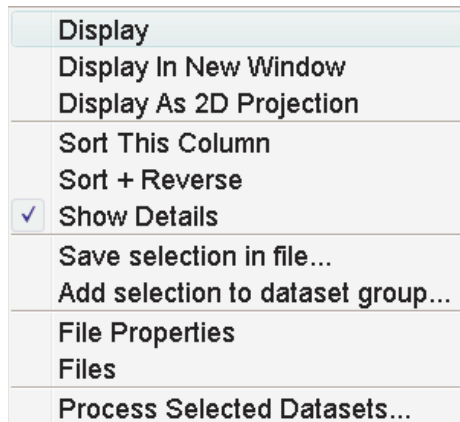 Display
Display In New Window
Display As 2D Projection
Sort This Column
Sort + Reverse
Show Details
Save selection in file...
Add selection to dataset group...
File Properties
Files
Process Selected Datasets...